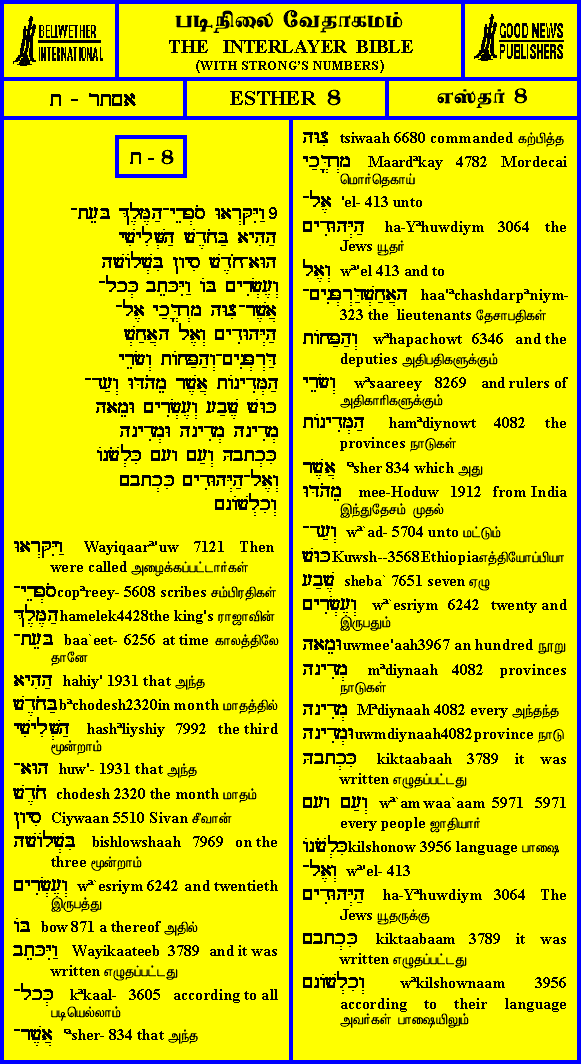 BELLWETHER
INTERNATIONAL
படிநிலை வேதாகமம்
THE INTERLAYER BIBLE
(WITH STRONG'S NUMBERS)
GOOD NEWS
PUBLISHERS
אסתר - ח
ESTHER 8
எஸ்தர் 8
ח - 8
9 וַיִּקָּרְאוּ סֹפְרֵי־הַמֶּלֶךְ בּעֵת־
הַהִיא בַּחֹדֶשׁ הַשְּׁלִישִׁי
הוּא־חֹדֶשׁ סִיוָן בִּשְׁלוֹשָׁה
וְעֶשְׂרִים בּוֹ וַיִּכָּתֵב כְּכל־
אֲשֶׁר־צִוָּה מָרְדֳּכַי אֶל־
הַיְּהוּדִים וְאֶל הָאֲחַשְׁ
דַּרְפְּנִים־וְהַפַּחוֹת וְשָׂרֵי
הַמְּדִינוֹת אֲשֶׁר מֵהֹדּוּ וְעַד־
כּוּשׁ שֶׁבַע וְעֶשְׂרִים וּמֵאָה
מְדִינָה מְדִינָה וּמְדִינָה
כִּכְתָבָהּ וְעַם ועם כִּלְשֹׁנוֹ
וְאֶל־הַיְּהוּדִים כִּכְתָבם
וְכִלְשׁוֹנם
וַיִּקָּרְאוּ Wayiqaarª'uw 7121 Then
were called அழைக்கப்பட்டார்கள்
סֹפְרֵי־copªreey- 5608 scribes சம்பிரதிகள்
הַמֶּלֶךְhamelek4428the king's ராஜாவின்
בּעֵת־ baa`eet- 6256 at time காலத்திலே
தானே
הַהִיא hahiy' 1931 that அந்த
בַּחֹדֶשׁbªchodesh2320in month மாதத்தில்
הַשְּׁלִישִׁי hashªliyshiy 7992 the third
மூன்றாம்
הוּא־ huw'- 1931 that அந்த
חֹדֶשׁ chodesh 2320 the month மாதம்
סִיוָן Ciywaan 5510 Sivan சீவான்
בִּשְׁלוֹשָׁה bishlowshaah 7969 on the
three மூன்றாம்
וְעֶשְׂרִים wª`esriym 6242 and twentieth
இருபத்து
בּוֹ bow 871 a thereof அதில்
וַיִּכָּתֵב Wayikaateeb 3789 and it was
written எழுதப்பட்டது
כְּכל־ kªkaal- 3605 according to all
படியெல்லாம்
אֲשֶׁר־ ªsher- 834 that அந்த
צִוָּה tsiwaah 6680 commanded கற்பித்த
מָרְדֳּכַי Maardªkay 4782 Mordecai
மொர்தெகாய்
אֶל־ 'el- 413 unto
הַיְּהוּדִים ha-Yªhuwdiym 3064 the
Jews யூதர்
וְאֶל wª'el 413 and to
הָאֲחַשְׁדַּרְפְּנִים־ haa'ªchashdarpªniym-
323 the lieutenants தேசாபதிகள்
וְהַפַּחוֹת wªhapachowt 6346 and the
deputies அதிபதிகளுக்கும்
וְשָׂרֵי wªsaareey 8269 and rulers of
அதிகாரிகளுக்கும்
הַמְּדִינוֹת hamªdiynowt 4082 the
provinces நாடுகள்
אֲשֶׁר ªsher 834 which அது
מֵהֹדּוּ mee-Hoduw 1912 from India
இந்துதேசம் முதல்
וְעַד־ wª`ad- 5704 unto மட்டும்
כּוּשׁKuwsh--3568Ethiopiaஎத்தியோப்பியா
שֶׁבַע sheba` 7651 seven ஏழு
וְעֶשְׂרִים wª`esriym 6242 twenty and
இருபதும்
וּמֵאָהuwmee'aah3967 an hundred நூறு
מְדִינָה mªdiynaah 4082 provinces
நாடுகள்
מְדִינָה Mªdiynaah 4082 every அந்தந்த
וּמְדִינָהuwmdiynaah4082province நாடு
כִּכְתָבָהּ kiktaabaah 3789 it was
written எழுதப்பட்டது
וְעַם ועם wª`am waa`aam 5971 5971
every people ஜாதியார்
כִּלְשֹׁנוֹkilshonow 3956 language பாஷை
וְאֶל־ wª'el- 413
הַיְּהוּדִים ha-Yªhuwdiym 3064 The
Jews யூதருக்கு
כִּכְתָבם kiktaabaam 3789 it was
written எழுதப்பட்டது
וְכִלְשׁוֹנם wªkilshownaam 3956
according to their language
அவர்கள் பாஷையிலும்